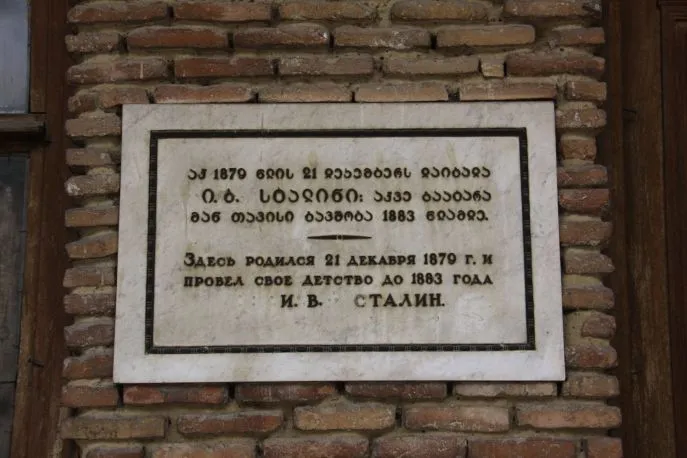 აქ 1879 წლის 21 დეკემბერს დაიბადა
ი. ბ. სტალინი: აქვე გაატარა
მან თავისი ბავშობა 1883 წლამდე.
Здесь родился 21 декабря 1879 г. и
провел свое детство до 1883 года
И. В. Сталин.